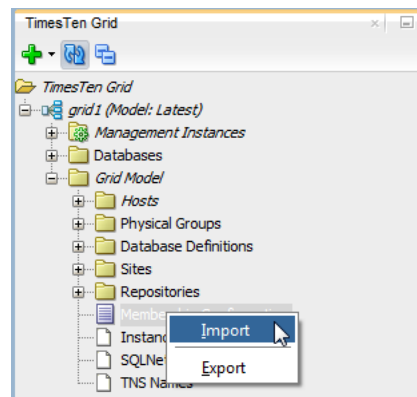 TimesTen Grid
TimesTen Grid
grid1 (Model: Latest)
Management Instances
Databases
Grid Model
Hosts
Physical Groups
Database Definitions
Sites
Repositories
Import
Export
SQLNe
TNS Names